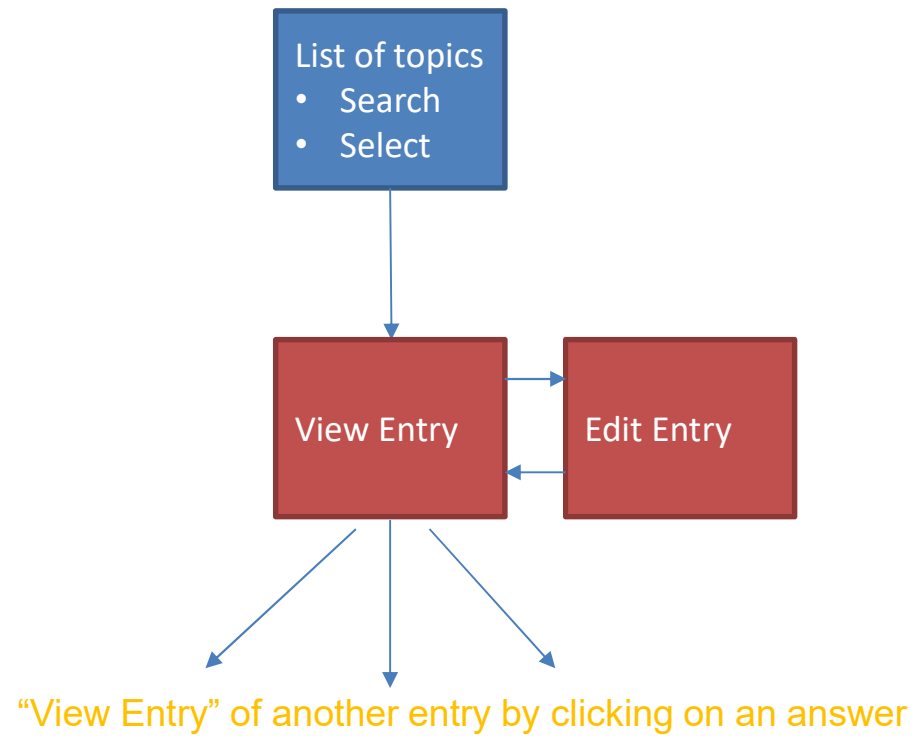 List of topics
• Search
• Select
View Entry
Edit Entry
“View Entry” of another entry by clicking on an answer